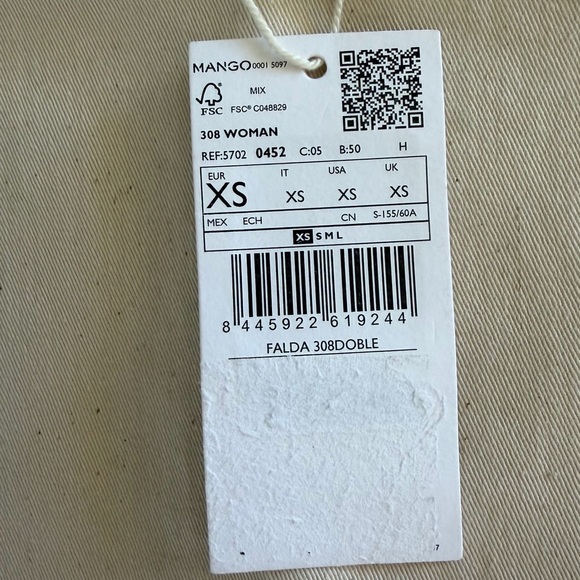 MANGO 0001 5097
MIX
FSC FSC® C048829
308 WOMAN
REF:5702 0452 C:05 B:50 H
EUR IT USA UK
XS XS XS XS
MEX ECH CN S-155/60A
XS S M L
8 445922 619244
FALDA 308DOBLE